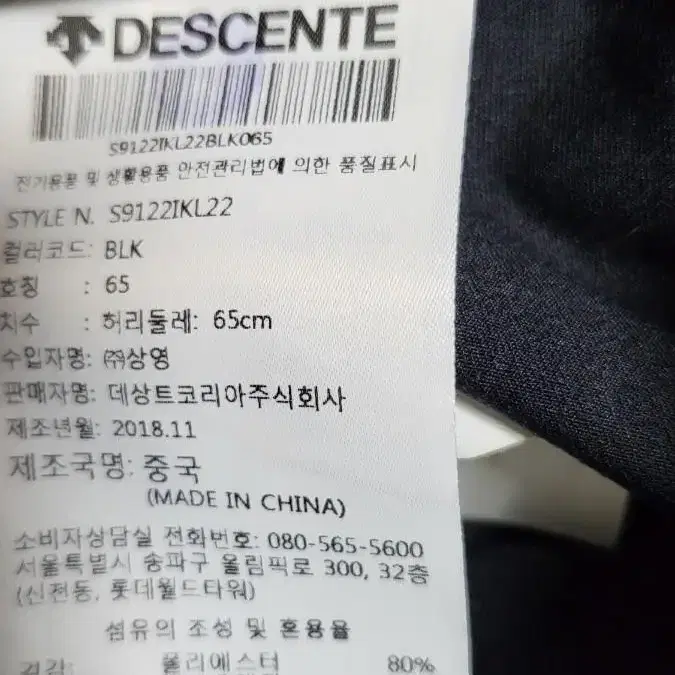 DESCENTE
S9122IKL22BLK065
전기용품 및 생활용품 안전관리법에 의한 품질표시
STYLE N. S9122IKL22
컬러코드: BLK
호칭 : 65
치수 : 허리둘레: 65cm
수입자명: ㈜상영
판매자명: 데상트코리아주식회사
제조년월: 2018.11
제조국명: 중국
(MADE IN CHINA)
소비자상담실 전화번호: 080-565-5600
서울특별시 송파구 올림픽로 300, 32층
(신전동, 롯데월드타워)
섬유의 조성 및 혼용율
겉감: 폴리에스터 80%